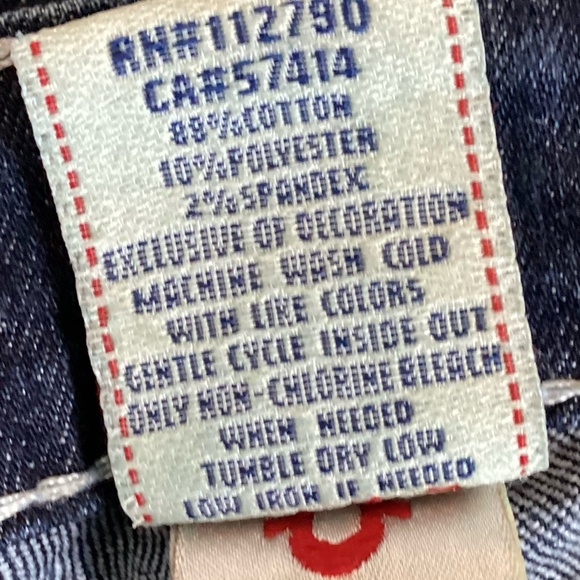 RN#112790
CA#57414
88%COTTON
10%POLYESTER
2%SPANDEX
EXCLUSIVE OF DECORATION
MACHINE WASH COLD
WITH LIKE COLORS
GENTLE CYCLE INSIDE OUT
ONLY NON-CHLORINE BLEACH
WHEN NEEDED
TUMBLE DRY LOW
LOW IRON IF NEEDED